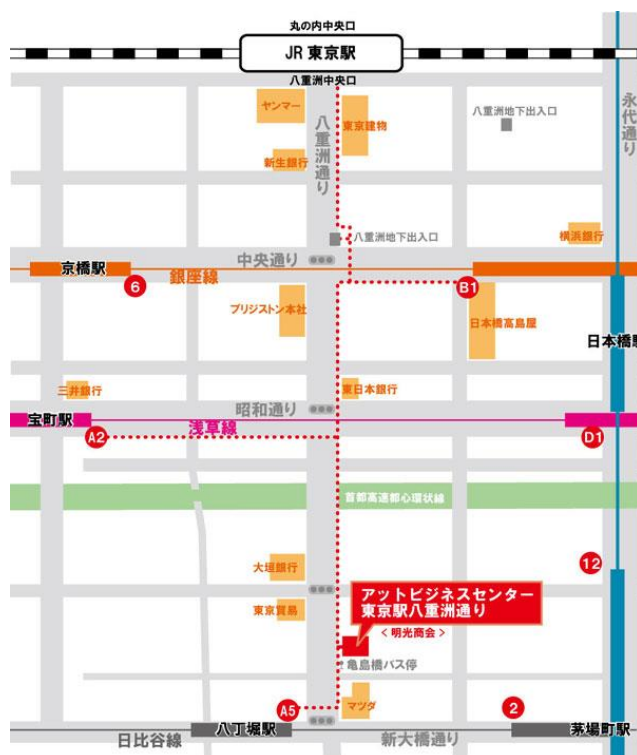 丸の内中央口
JR 東京駅
八重洲中央口
ヤンマー
東京建物
八重洲地下出入口
永代通り
新生銀行
八重洲通り
八重洲地下出入口
横浜銀行
中央通り
京橋駅
銀座線
6
B1
ブリジストン本社
日本橋高島屋
日本橋駅
三井銀行
東日本銀行
昭和通り
宝町駅
浅草線
A2
D1
首都高速都心環状線
大垣銀行
12
東京貿易
アットビジネスセンター
東京駅八重洲通り
<明光商会>
亀島橋バス停
A5
マツダ
2
日比谷線
八丁堀駅
新大橋通り
茅場町駅